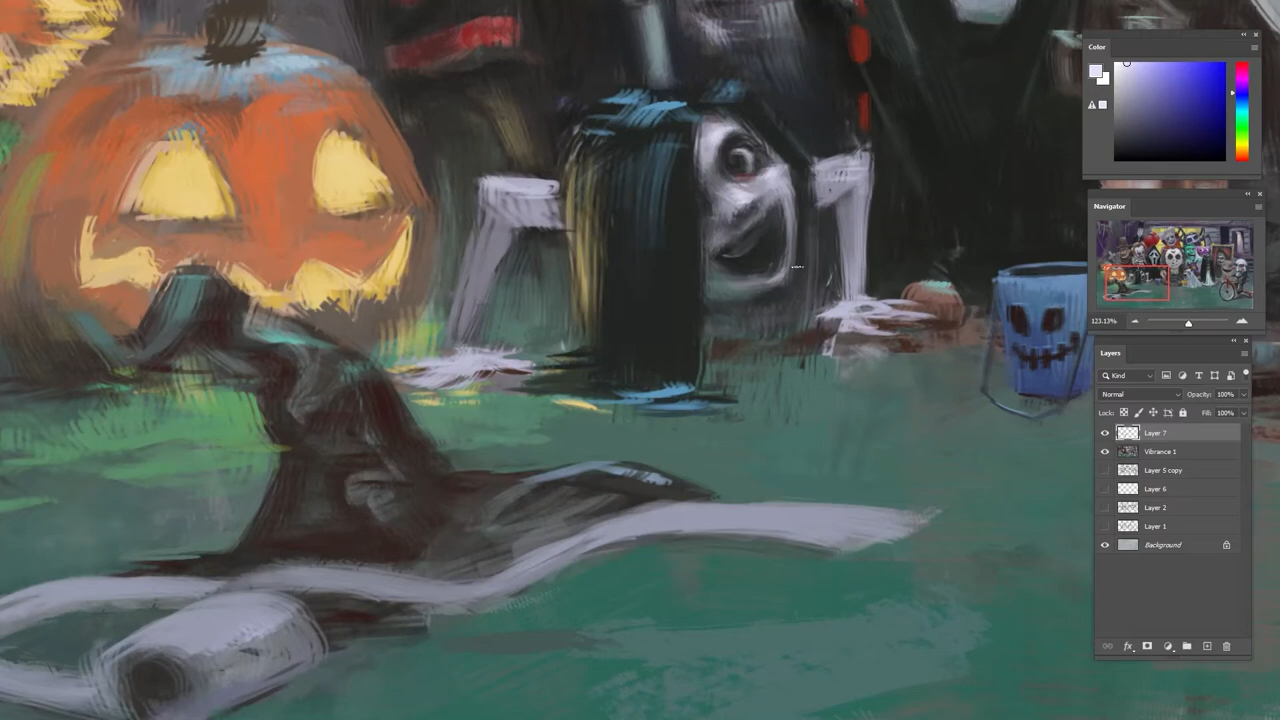 Color
Navigator
123.13%
Layers
Kind
Normal
Opacity: 100%
Lock:
Fill: 100%
Layer 7
Vibrance 1
Layer 5 copy
Layer 6
Layer 2
Layer 1
Background
fx